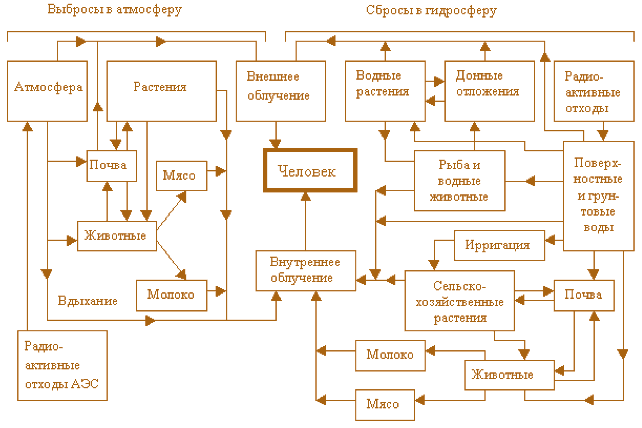 Выбросы в атмосферу
Сбросы в гидросферу
Атмосфера
Растения
Внешнее
облучение
Водные
растения
Донные
отложения
Радио-
активные
отходы
Почва
Мясо
Человек
Рыба и
водные
животные
Поверх-
ностные
и грун-
товые
воды
Животные
Ирригация
Внутреннее
облучение
Молоко
Вдыхание
Сельско-
хозяйственные
растения
Почва
Радио-
активные
отходы АЭС
Молоко
Животные
Мясо